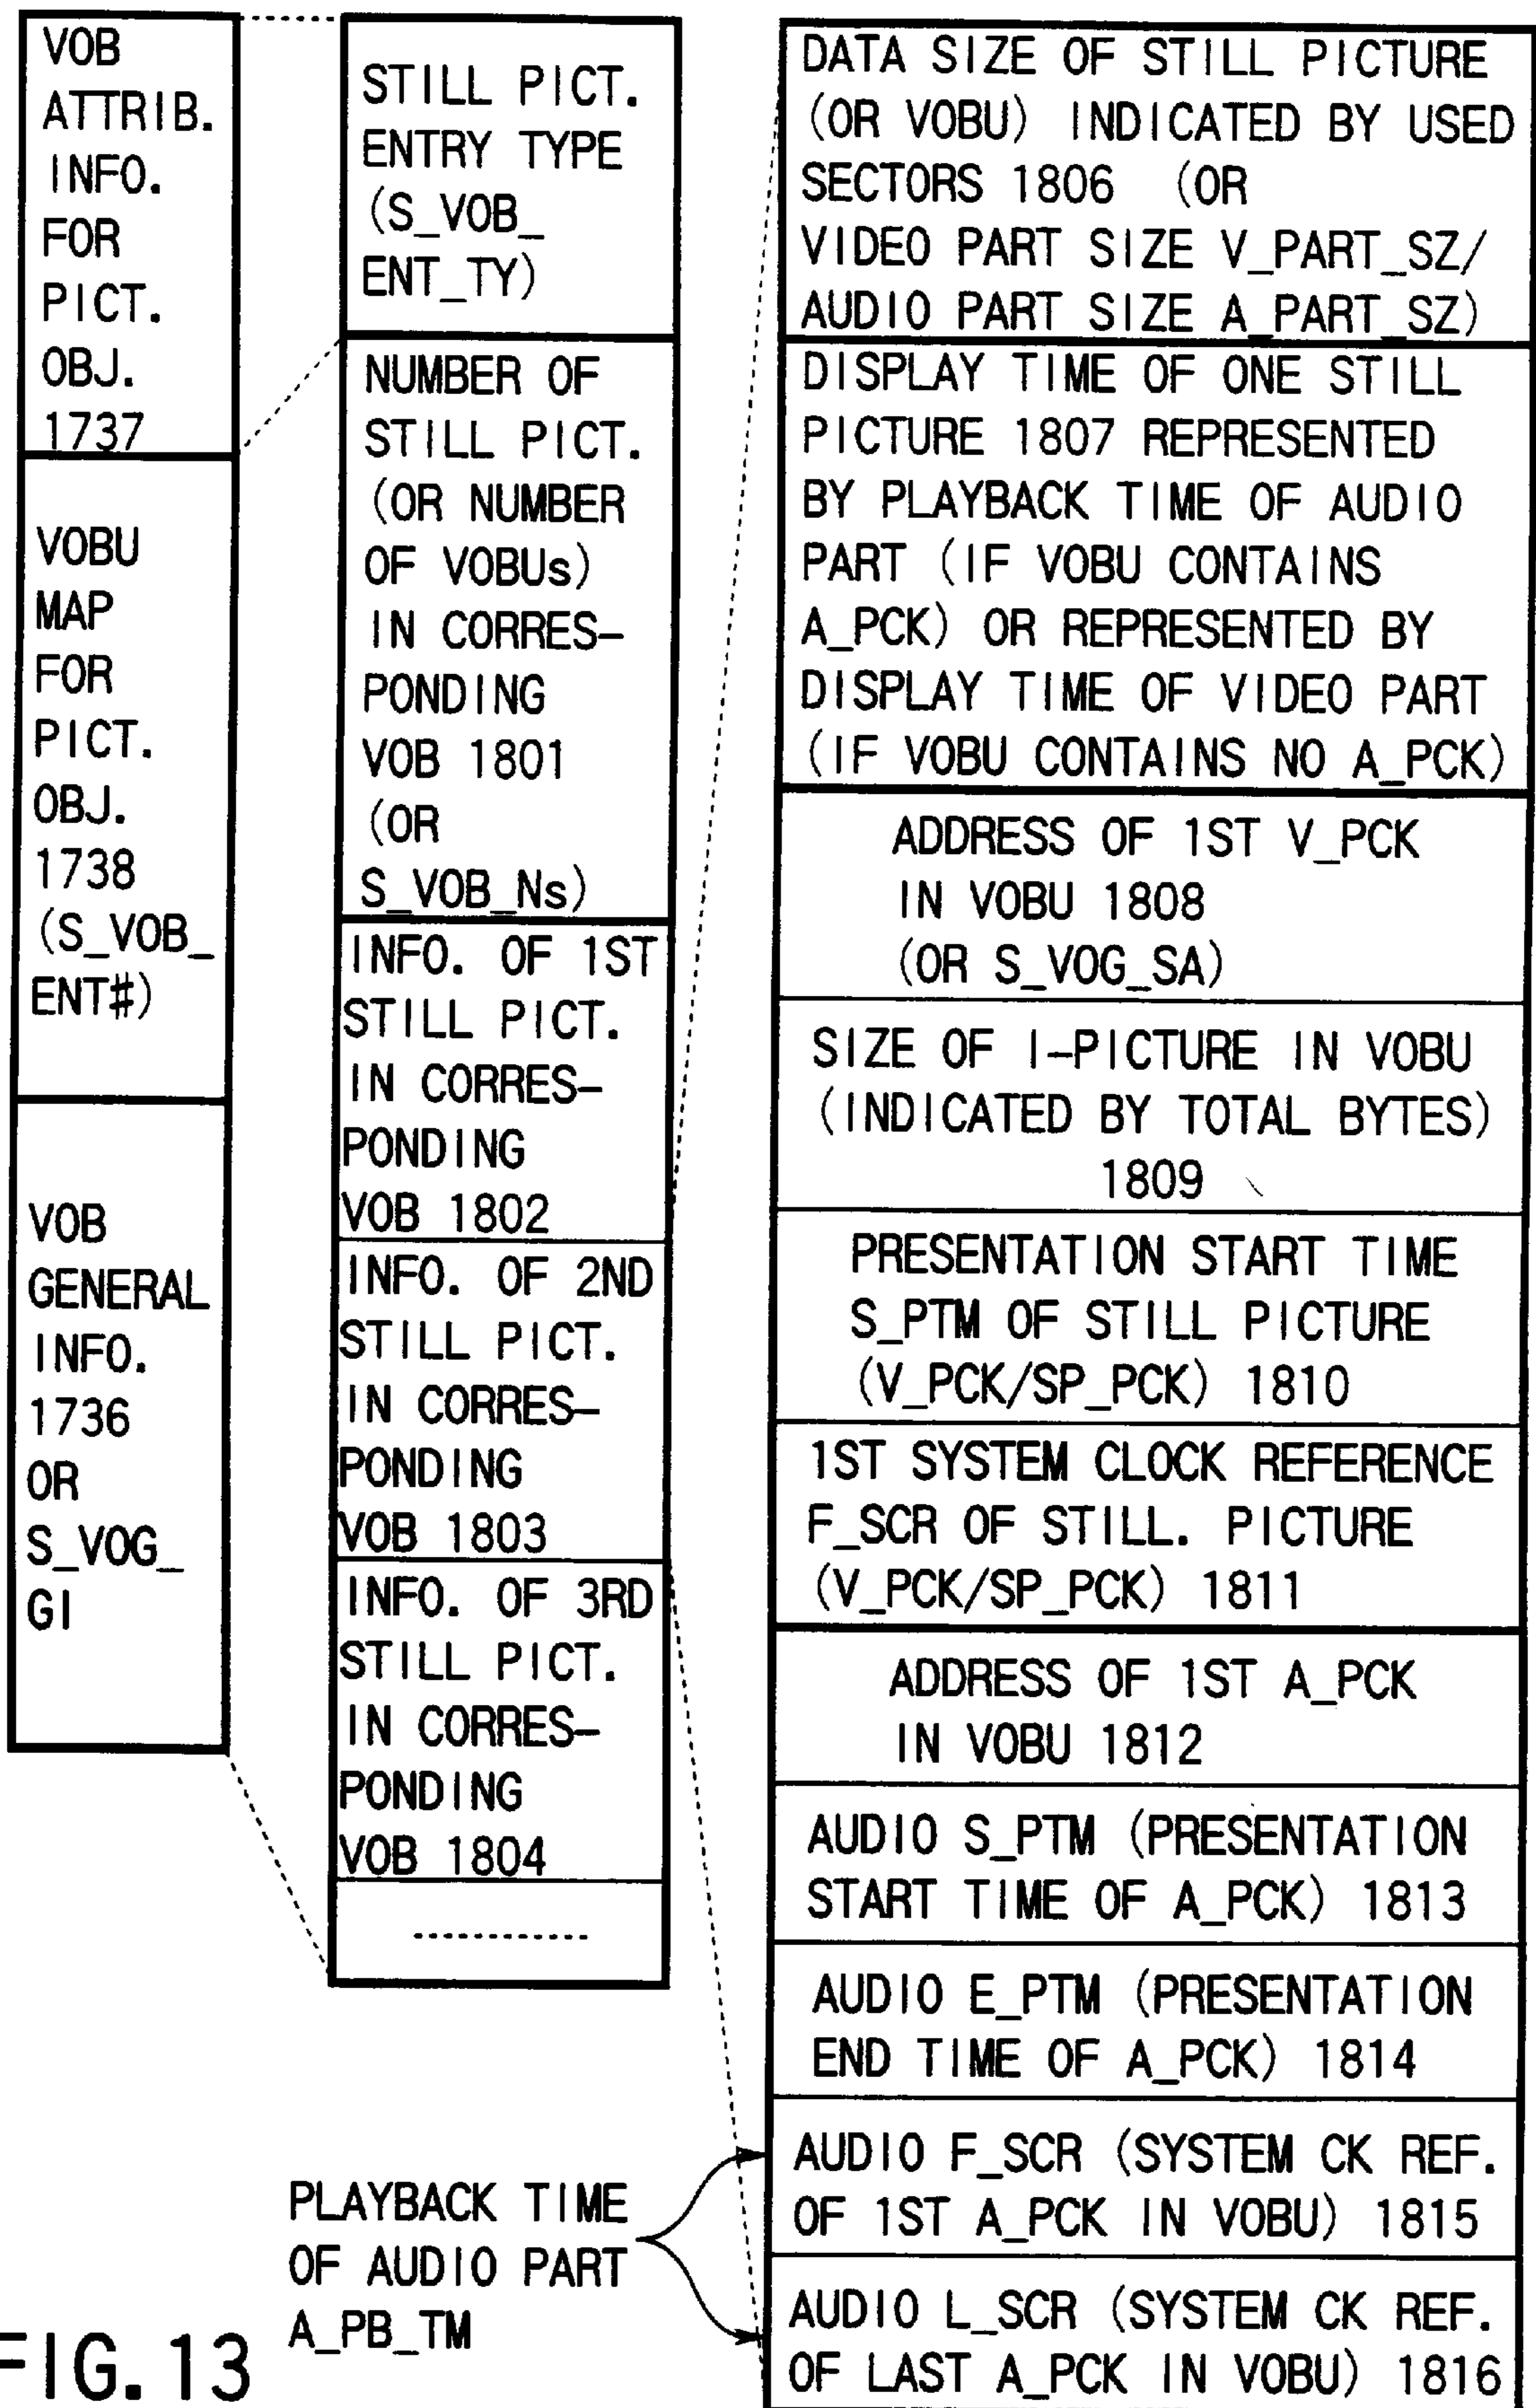 VOB
ATTRIB.
INFO.
FOR
PICT.
OBJ.
1737
VOBU
MAP
FOR
PICT.
OBJ.
1738
(S_VOB_
ENT#)
VOB
GENERAL
INFO.
1736
OR
S_VOG_
GI
STILL PICT.
ENTRY TYPE
(S_VOB_
ENT_TY)
NUMBER OF
STILL PICT.
(OR NUMBER
OF VOBUs)
IN CORRES-
PONDING
VOB 1801
(OR
S_VOB_Ns)
INFO. OF 1ST
STILL PICT.
IN CORRES-
PONDING
VOB 1802
INFO. OF 2ND
STILL PICT.
IN CORRES-
PONDING
VOB 1803
INFO. OF 3RD
STILL PICT.
IN CORRES-
PONDING
VOB 1804
-----------
DATA SIZE OF STILL PICTURE
(OR VOBU) INDICATED BY USED
SECTORS 1806 (OR
VIDEO PART SIZE V_PART_SZ/
AUDIO PART SIZE A_PART_SZ)
DISPLAY TIME OF ONE STILL
PICTURE 1807 REPRESENTED
BY PLAYBACK TIME OF AUDIO
PART (IF VOBU CONTAINS
A_PCK) OR REPRESENTED BY
DISPLAY TIME OF VIDEO PART
(IF VOBU CONTAINS NO A_PCK)
ADDRESS OF 1ST V_PCK
IN VOBU 1808
(OR S_VOG_SA)
SIZE OF I-PICTURE IN VOBU
(INDICATED BY TOTAL BYTES)
1809
PRESENTATION START TIME
S_PTM OF STILL PICTURE
(V_PCK/SP_PCK) 1810
1ST SYSTEM CLOCK REFERENCE
F_SCR OF STILL. PICTURE
(V_PCK/SP_PCK) 1811
ADDRESS OF 1ST A_PCK
IN VOBU 1812
AUDIO S_PTM (PRESENTATION
START TIME OF A_PCK) 1813
AUDIO E_PTM (PRESENTATION
END TIME OF A_PCK) 1814
AUDIO F_SCR (SYSTEM CK REF.
OF 1ST A_PCK IN VOBU) 1815
AUDIO L_SCR (SYSTEM CK REF.
OF LAST A_PCK IN VOBU) 1816
PLAYBACK TIME
OF AUDIO PART
A_PB_TM
FIG. 13